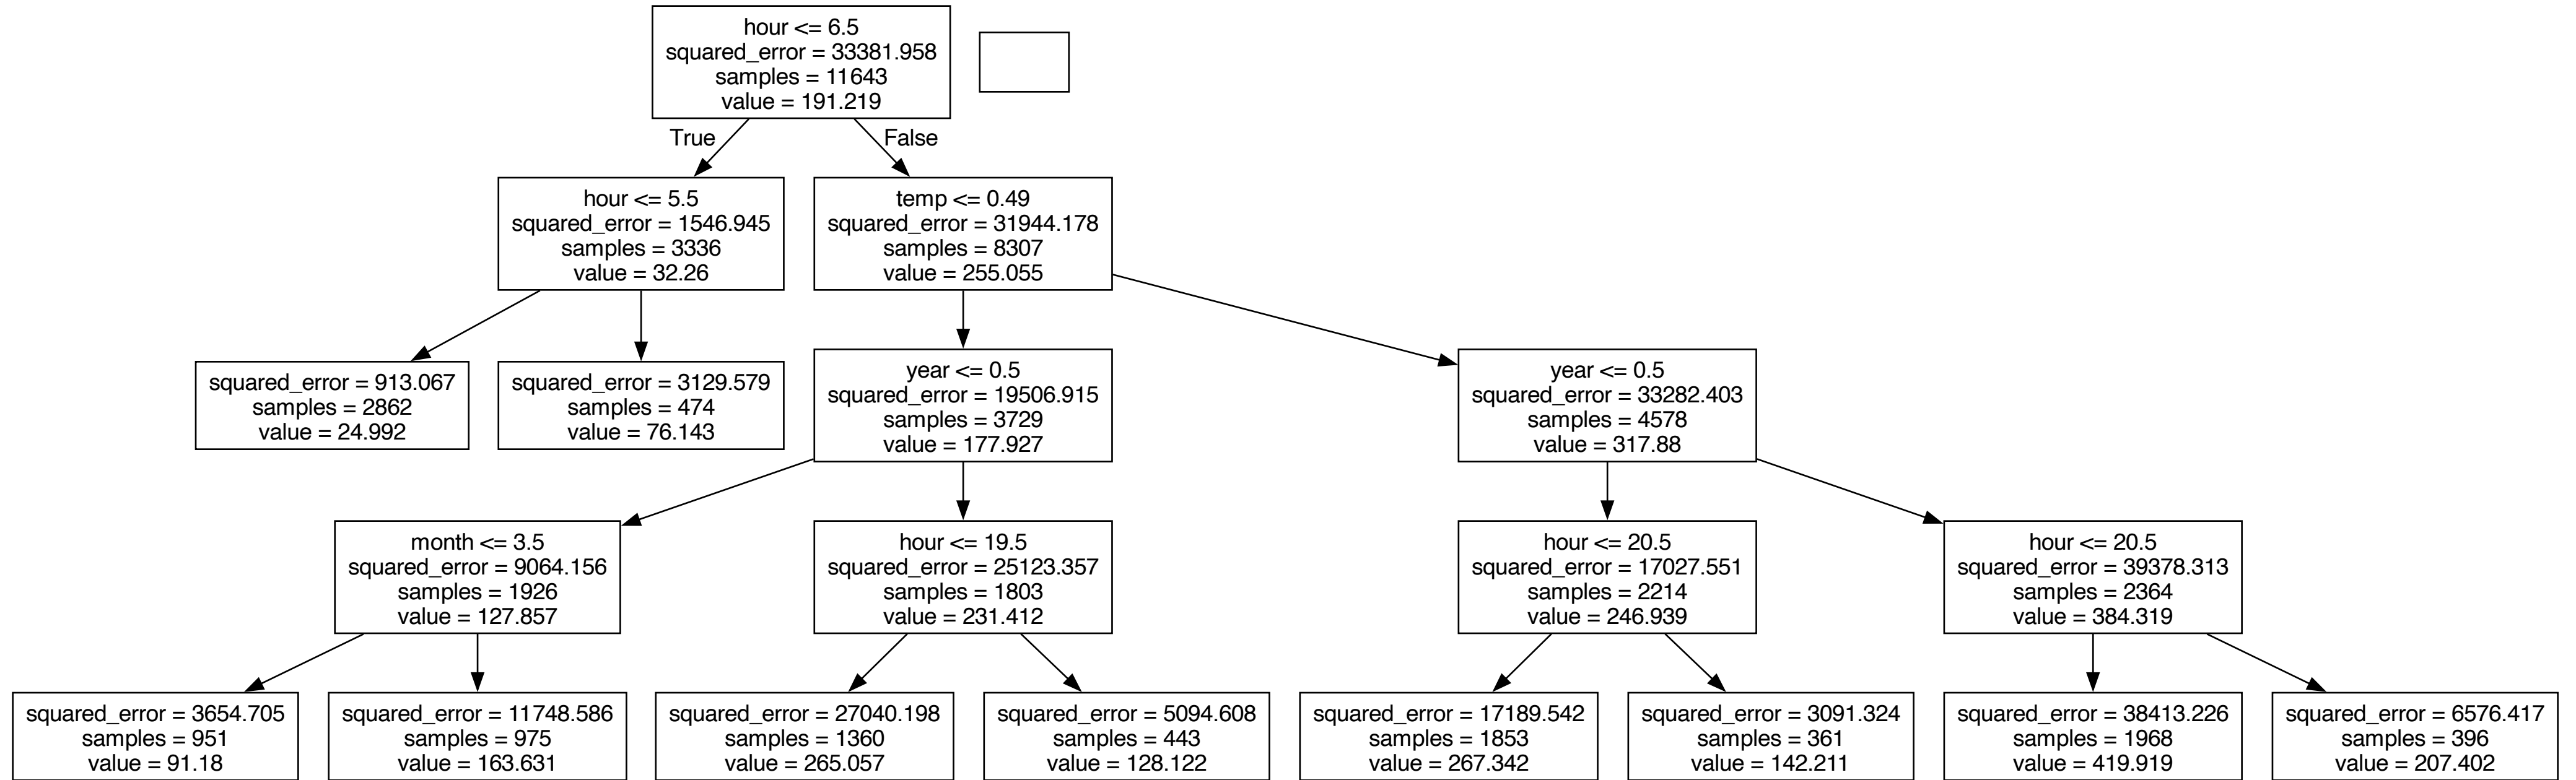 hour <= 6.5
squared_error = 33381.958
samples = 11643
value = 191.219
True
False
hour <= 5.5
squared_error = 1546.945
samples = 3336
value = 32.26
temp <= 0.49
squared_error = 31944.178
samples = 8307
value = 255.055
squared_error = 913.067
samples = 2862
value = 24.992
squared_error = 3129.579
samples = 474
value = 76.143
year <= 0.5
squared_error = 19506.915
samples = 3729
value = 177.927
year <= 0.5
squared_error = 33282.403
samples = 4578
value = 317.88
month <= 3.5
squared_error = 9064.156
samples = 1926
value = 127.857
hour <= 19.5
squared_error = 25123.357
samples = 1803
value = 231.412
hour <= 20.5
squared_error = 17027.551
samples = 2214
value = 246.939
hour <= 20.5
squared_error = 39378.313
samples = 2364
value = 384.319
squared_error = 3654.705
samples = 951
value = 91.18
squared_error = 11748.586
samples = 975
value = 163.631
squared_error = 27040.198
samples = 1360
value = 265.057
squared_error = 5094.608
samples = 443
value = 128.122
squared_error = 17189.542
samples = 1853
value = 267.342
squared_error = 3091.324
samples = 361
value = 142.211
squared_error = 38413.226
samples = 1968
value = 419.919
squared_error = 6576.417
samples = 396
value = 207.402